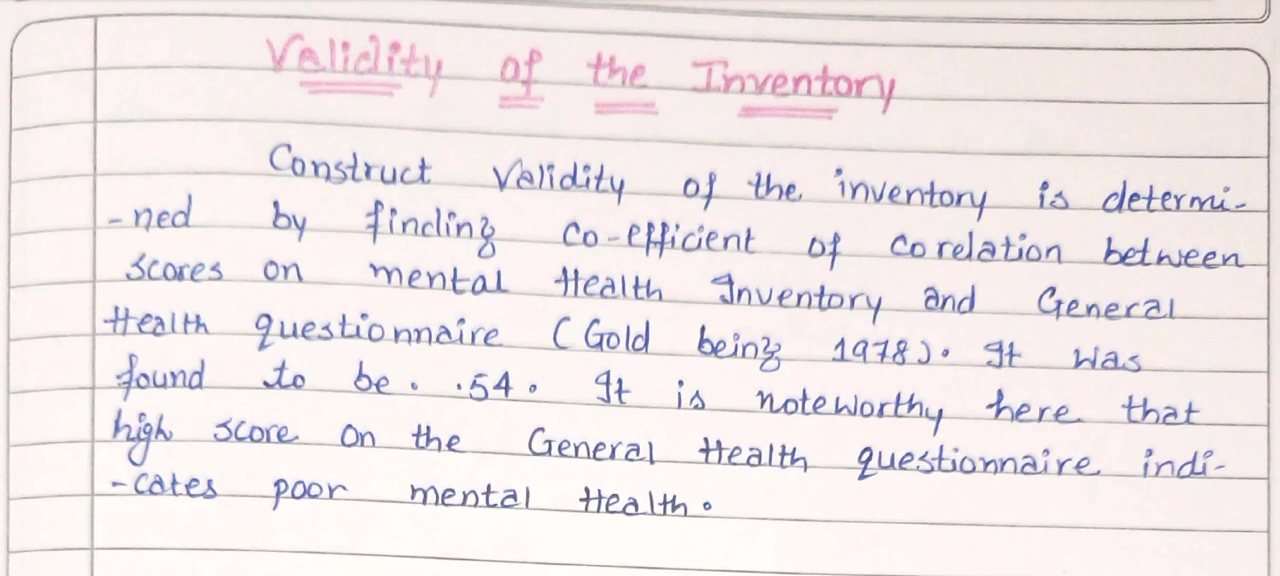 Validity of the Inventory
Construct Validity of the inventory is determi-
-ned by finding co-efficient of corelation between
scores on mental Health Inventory and General
Health questionnaire (Gold being 1978). It was
found to be . .54. It is noteworthy here that
high score on the General Health questionnaire indi-
-cates poor mental Health.